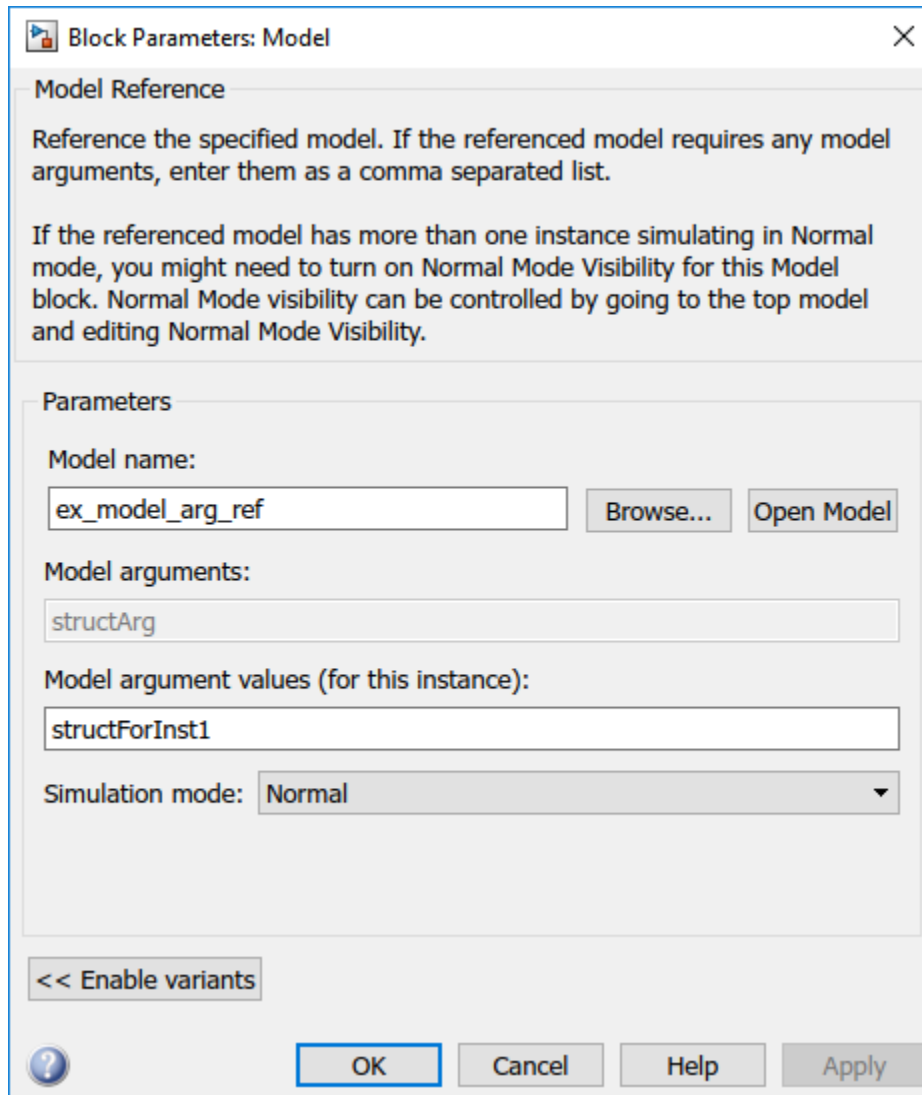 Block Parameters: Model
Model Reference
Reference the specified model. If the referenced model requires any model
arguments, enter them as a comma separated list.
If the referenced model has more than one instance simulating in Normal
mode, you might need to turn on Normal Mode Visibility for this Model
block. Normal Mode visibility can be controlled by going to the top model
and editing Normal Mode Visibility.
Parameters
Model name:
ex_model_arg_ref
Browse...
Open Model
Model arguments:
structArg
Model argument values (for this instance):
structForInst1
Simulation mode: Normal
<< Enable variants
? OK Cancel Help Apply